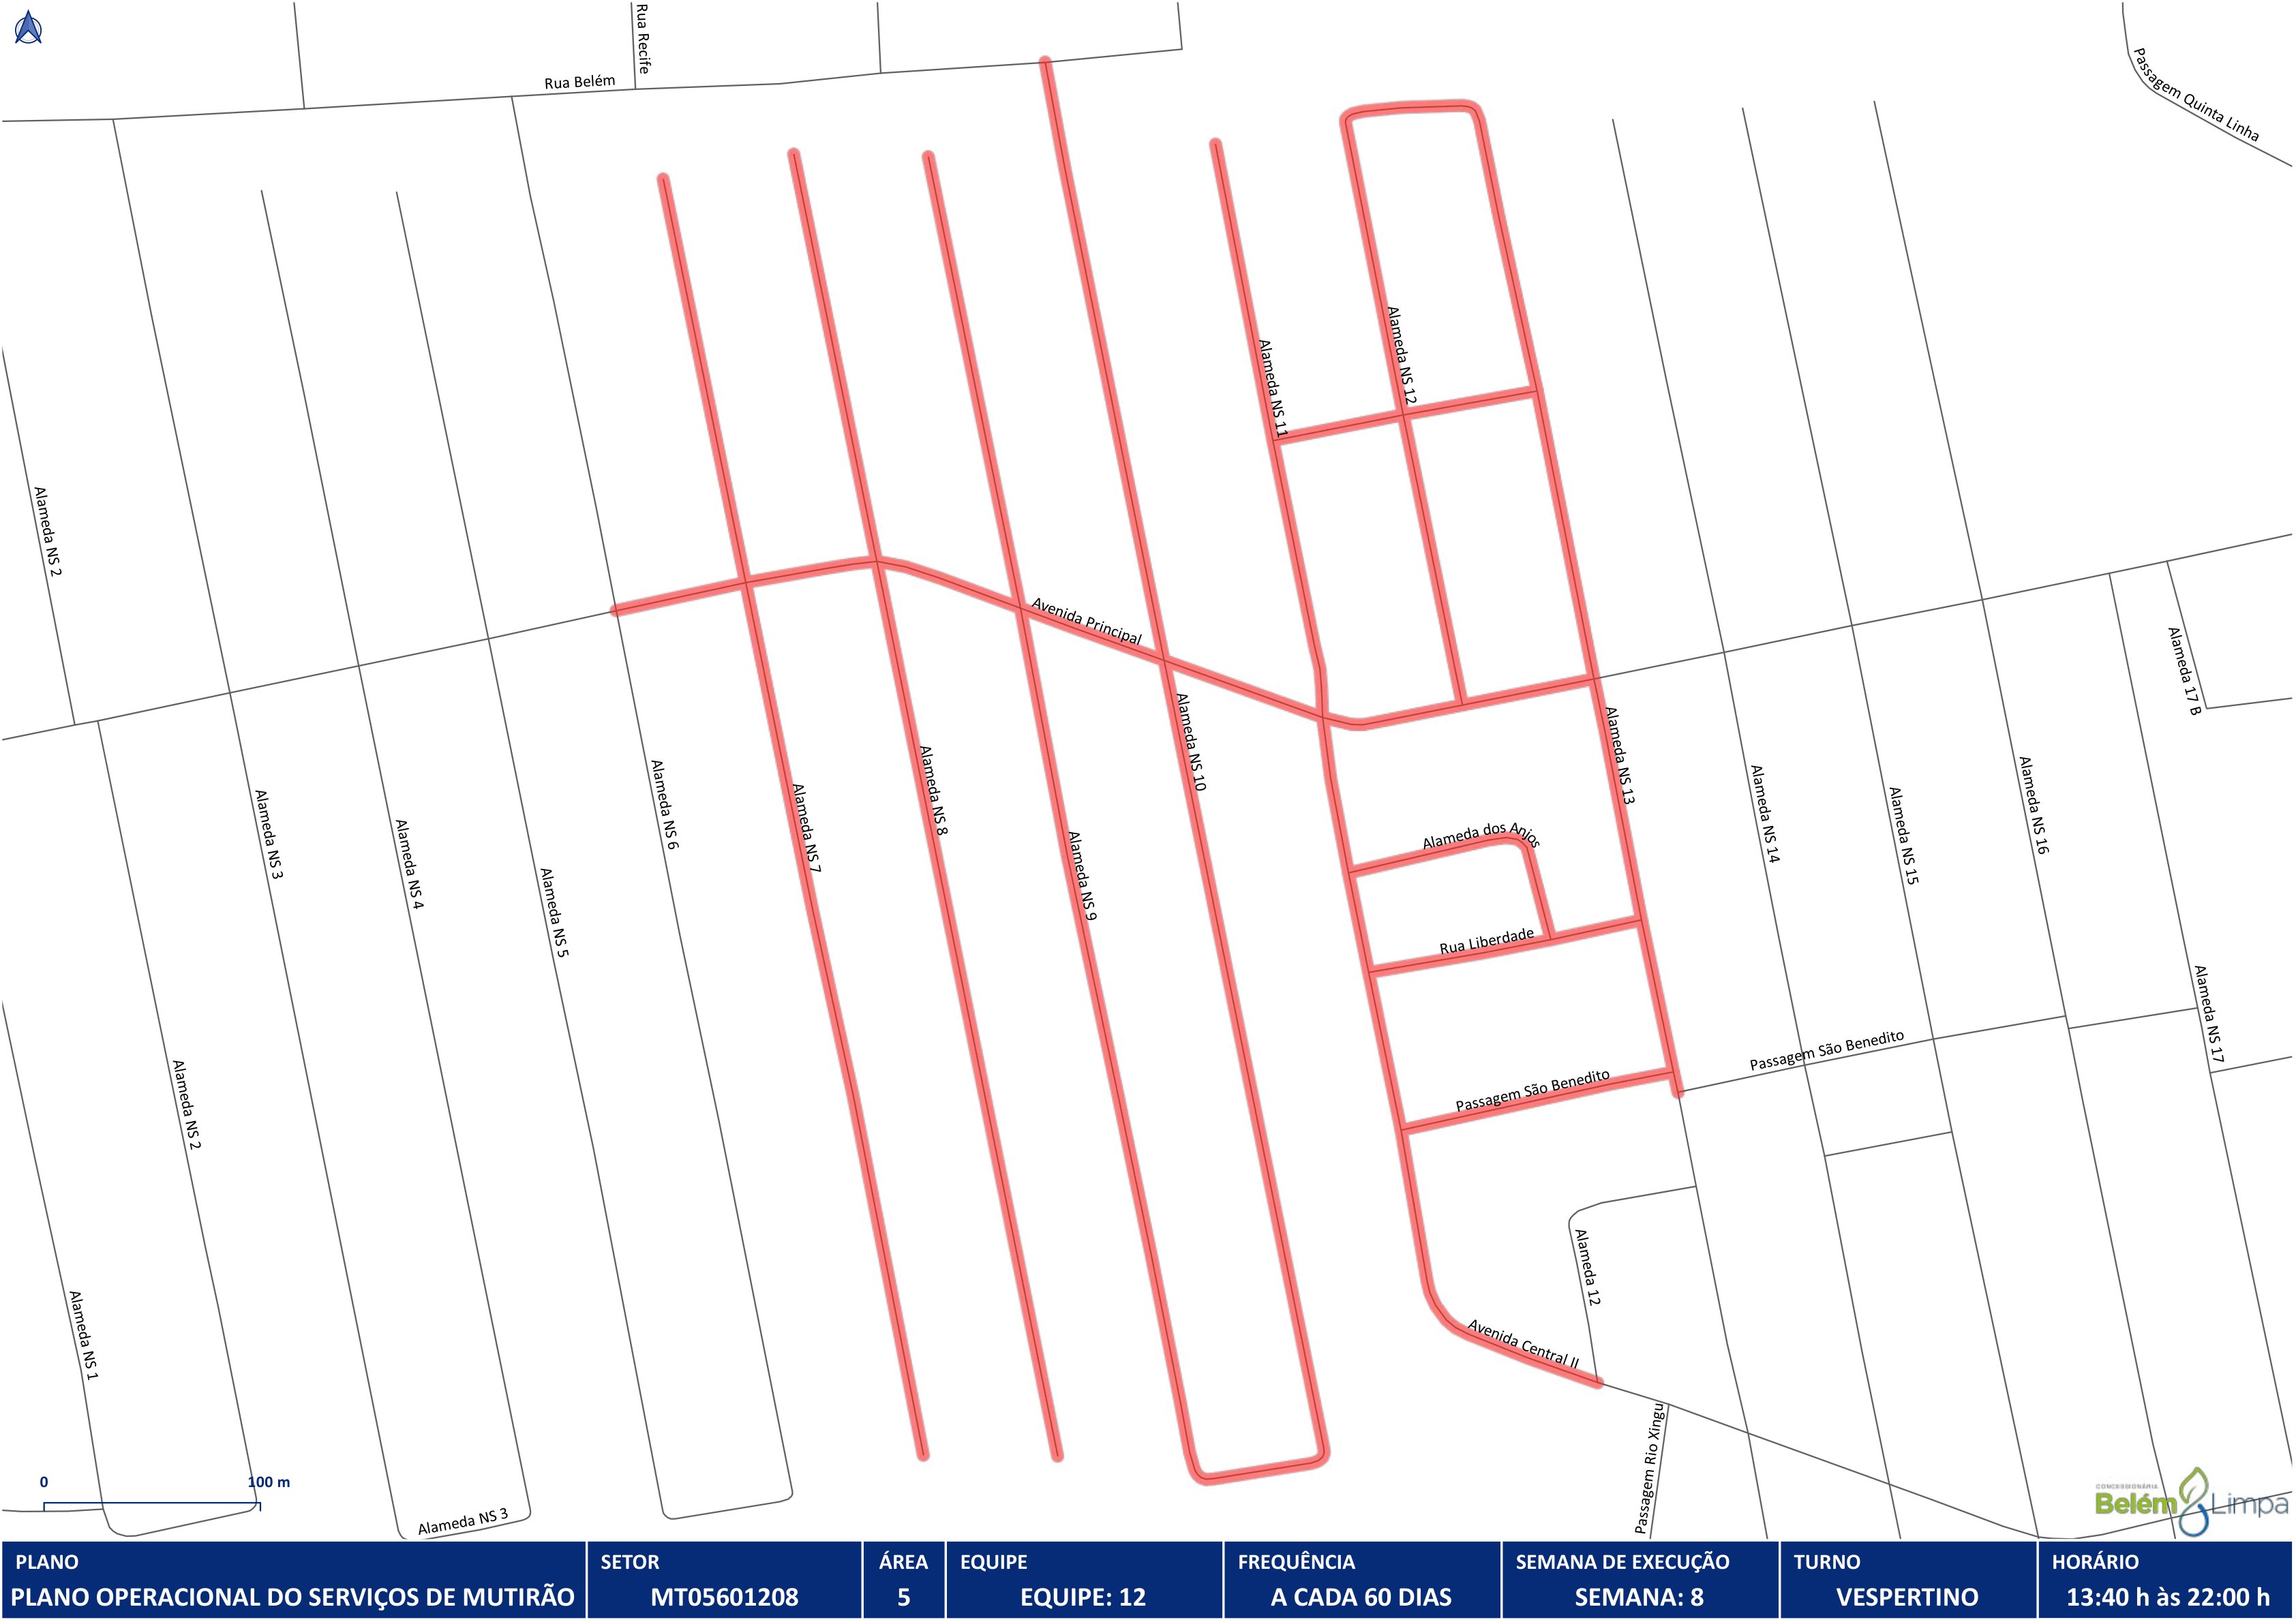 Rua Recife
Rua Belém
Passagem Quinta Linha
Alameda NS 12
Alameda NS 11
Alameda NS 2
Avenida Principal
Alameda 17 B
Alameda NS 10
Alameda NS 13
Alameda NS 8
Alameda NS 6
Alameda NS 7
Alameda NS 3
Alameda NS 4
Alameda NS 9
Alameda NS 5
Alameda dos Anjos
Alameda NS 14
Alameda NS 15
Alameda NS 16
Rua Liberdade
Alameda NS 17
Passagem São Benedito
Passagem São Benedito
Alameda NS 2
Alameda 12
Alameda NS 1
Avenida Central II
Passagem Rio Xingu
Alameda NS 3
0 100 m
CONCESSIONÁRIA
Belém Limpa
PLANO
PLANO OPERACIONAL DO SERVIÇOS DE MUTIRÃO
SETOR
MT05601208
ÁREA
5
EQUIPE
EQUIPE: 12
FREQUÊNCIA
A CADA 60 DIAS
SEMANA DE EXECUÇÃO
SEMANA: 8
TURNO
VESPERTINO
HORÁRIO
13:40 h às 22:00 h